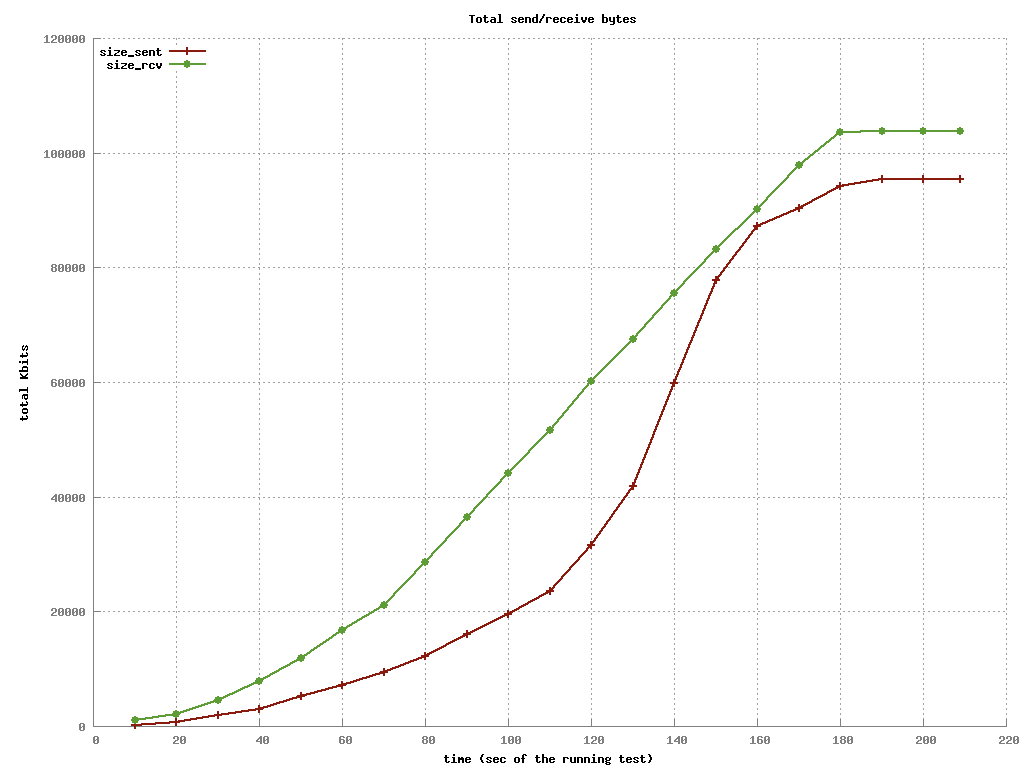 Total send/receive bytes
120000
size_sent
size_rcv
100000
80000
total Kbits
60000
40000
20000
0
0 20 40 60 80 100 120 140 160 180 200 220
time (sec of the running test)